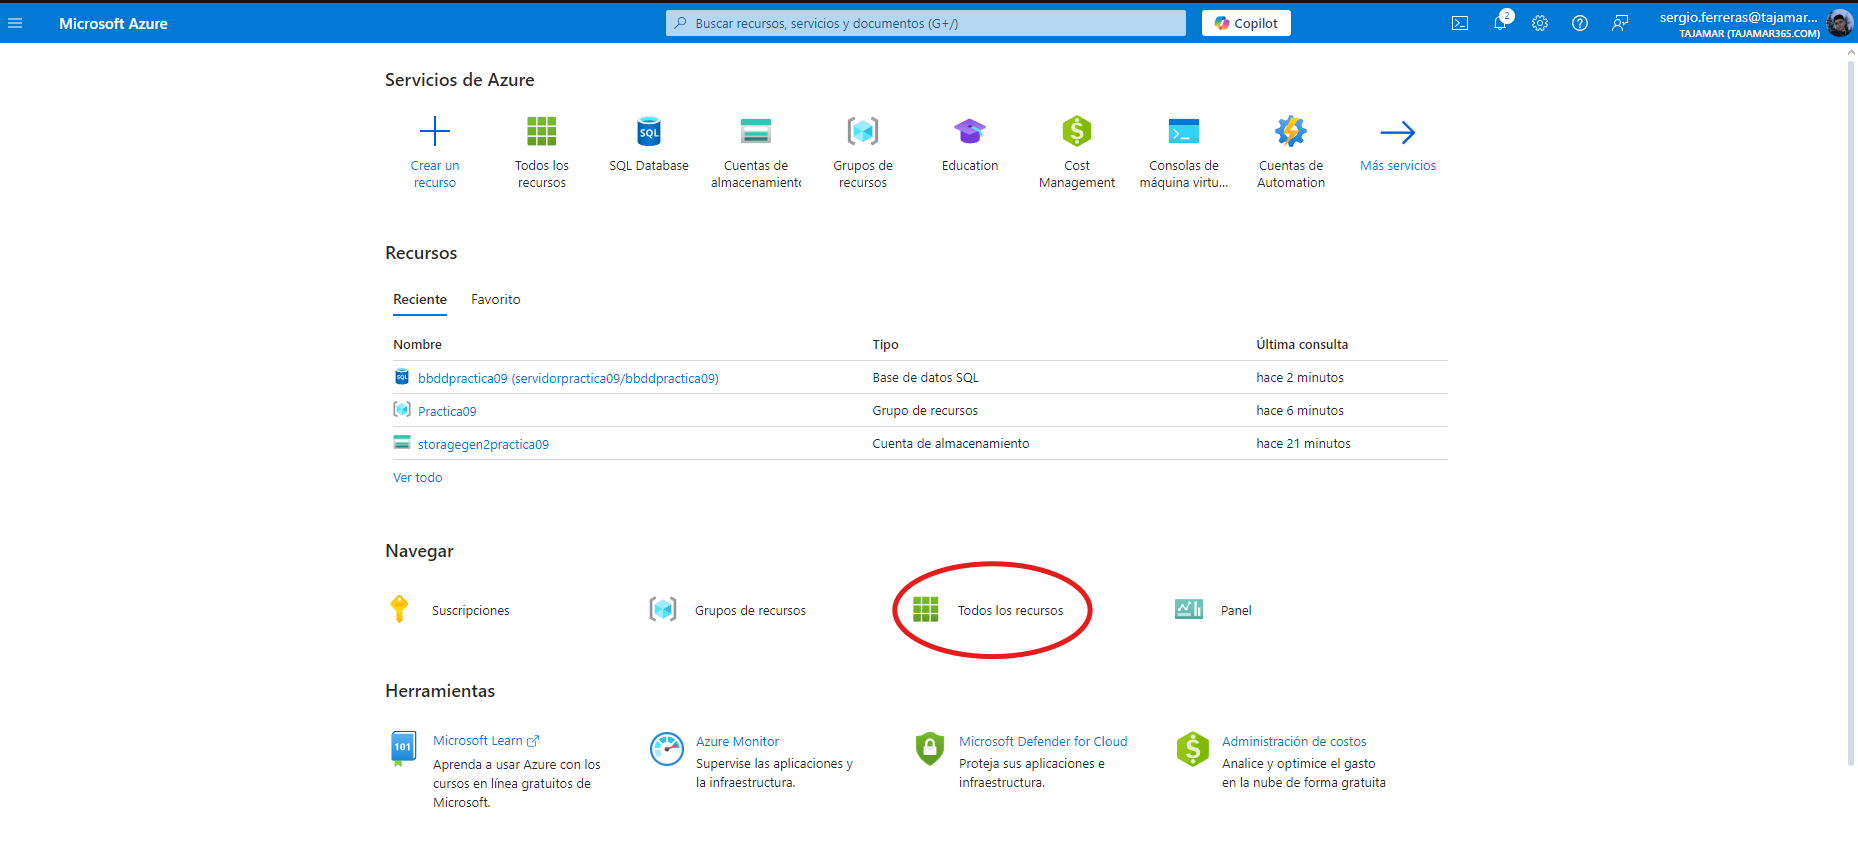 Microsoft Azure
Buscar recursos, servicios y documentos (G+/)
Copilot
2
sergio.ferreras@tajamar...
TAJAMAR (TAJAMAR365.COM)
Servicios de Azure
Crear un
recurso
Todos los
recursos
SQL
SQL Database
Cuentas de
almacenamiento
Grupos de
recursos
Education
Cost
Management
Consolas de
máquina virtu...
Cuentas de
Automation
Más servicios
Recursos
Reciente
Favorito
Nombre
Tipo
Última consulta
SQL
bbddpractica09 (servidorpractica09/bbddpractica09)
Base de datos SQL
hace 2 minutos
Practica09
Grupo de recursos
hace 6 minutos
storagegen2practica09
Cuenta de almacenamiento
hace 21 minutos
Ver todo
Navegar
Suscripciones
Grupos de recursos
Todos los recursos
Panel
Herramientas
101
Microsoft Learn
Aprenda a usar Azure con los
cursos en línea gratuitos de
Microsoft.
Azure Monitor
Supervise las aplicaciones y
la infraestructura.
Microsoft Defender for Cloud
Proteja sus aplicaciones e
infraestructura.
Administración de costos
Analice y optimice el gasto
en la nube de forma gratuita